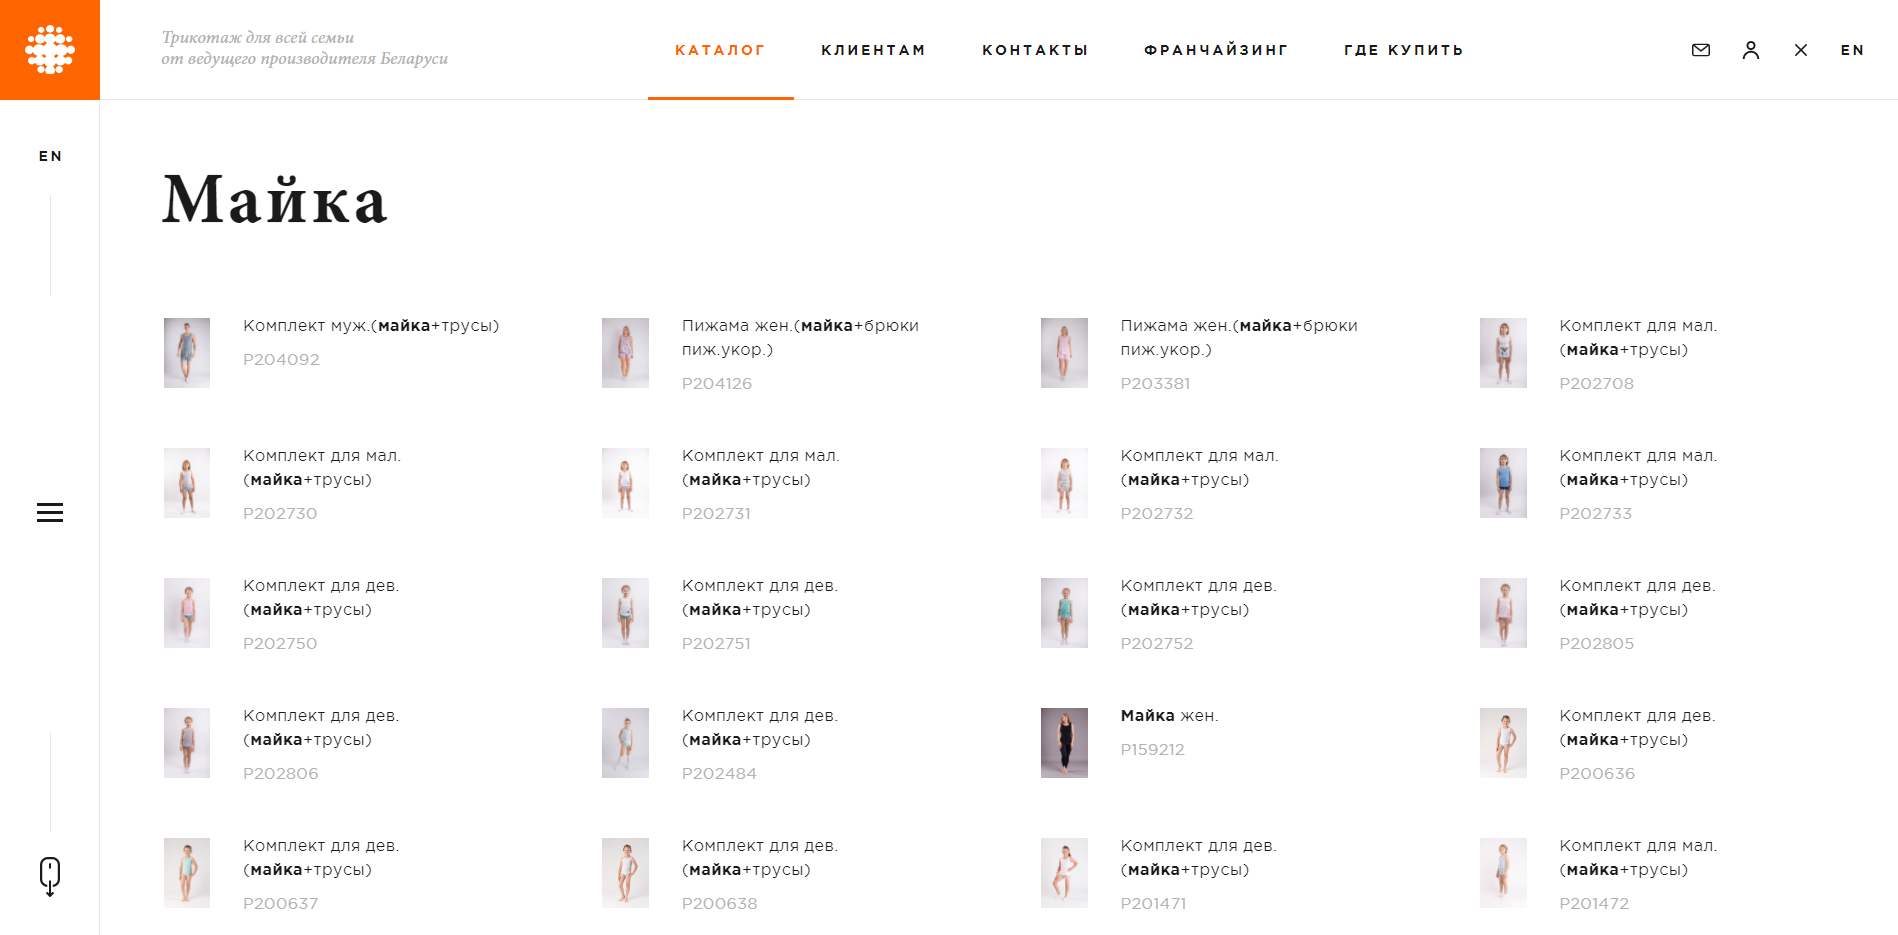 Трикотаж для всей семьи
от ведущего производителя Беларуси
КАТАЛОГ
КЛИЕНТАМ
КОНТАКТЫ
ФРАНЧАЙЗИНГ
ГДЕ КУПИТЬ
EN
EN
Майка
Комплект муж.(майка+трусы)
P204092
Пижама жен.(майка+брюки
пиж.укор.)
P204126
Пижама жен.(майка+брюки
пиж.укор.)
P203381
Комплект для мал.
(майка+трусы)
P202708
Комплект для мал.
(майка+трусы)
P202730
Комплект для мал.
(майка+трусы)
P202731
Комплект для мал.
(майка+трусы)
P202732
Комплект для мал.
(майка+трусы)
P202733
Комплект для дев.
(майка+трусы)
P202750
Комплект для дев.
(майка+трусы)
P202751
Комплект для дев.
(майка+трусы)
P202752
Комплект для дев.
(майка+трусы)
P202805
Комплект для дев.
(майка+трусы)
P202806
Комплект для дев.
(майка+трусы)
P202484
Майка жен.
P159212
Комплект для дев.
(майка+трусы)
P200636
Комплект для дев.
(майка+трусы)
P200637
Комплект для дев.
(майка+трусы)
P200638
Комплект для дев.
(майка+трусы)
P201471
Комплект для мал.
(майка+трусы)
P201472